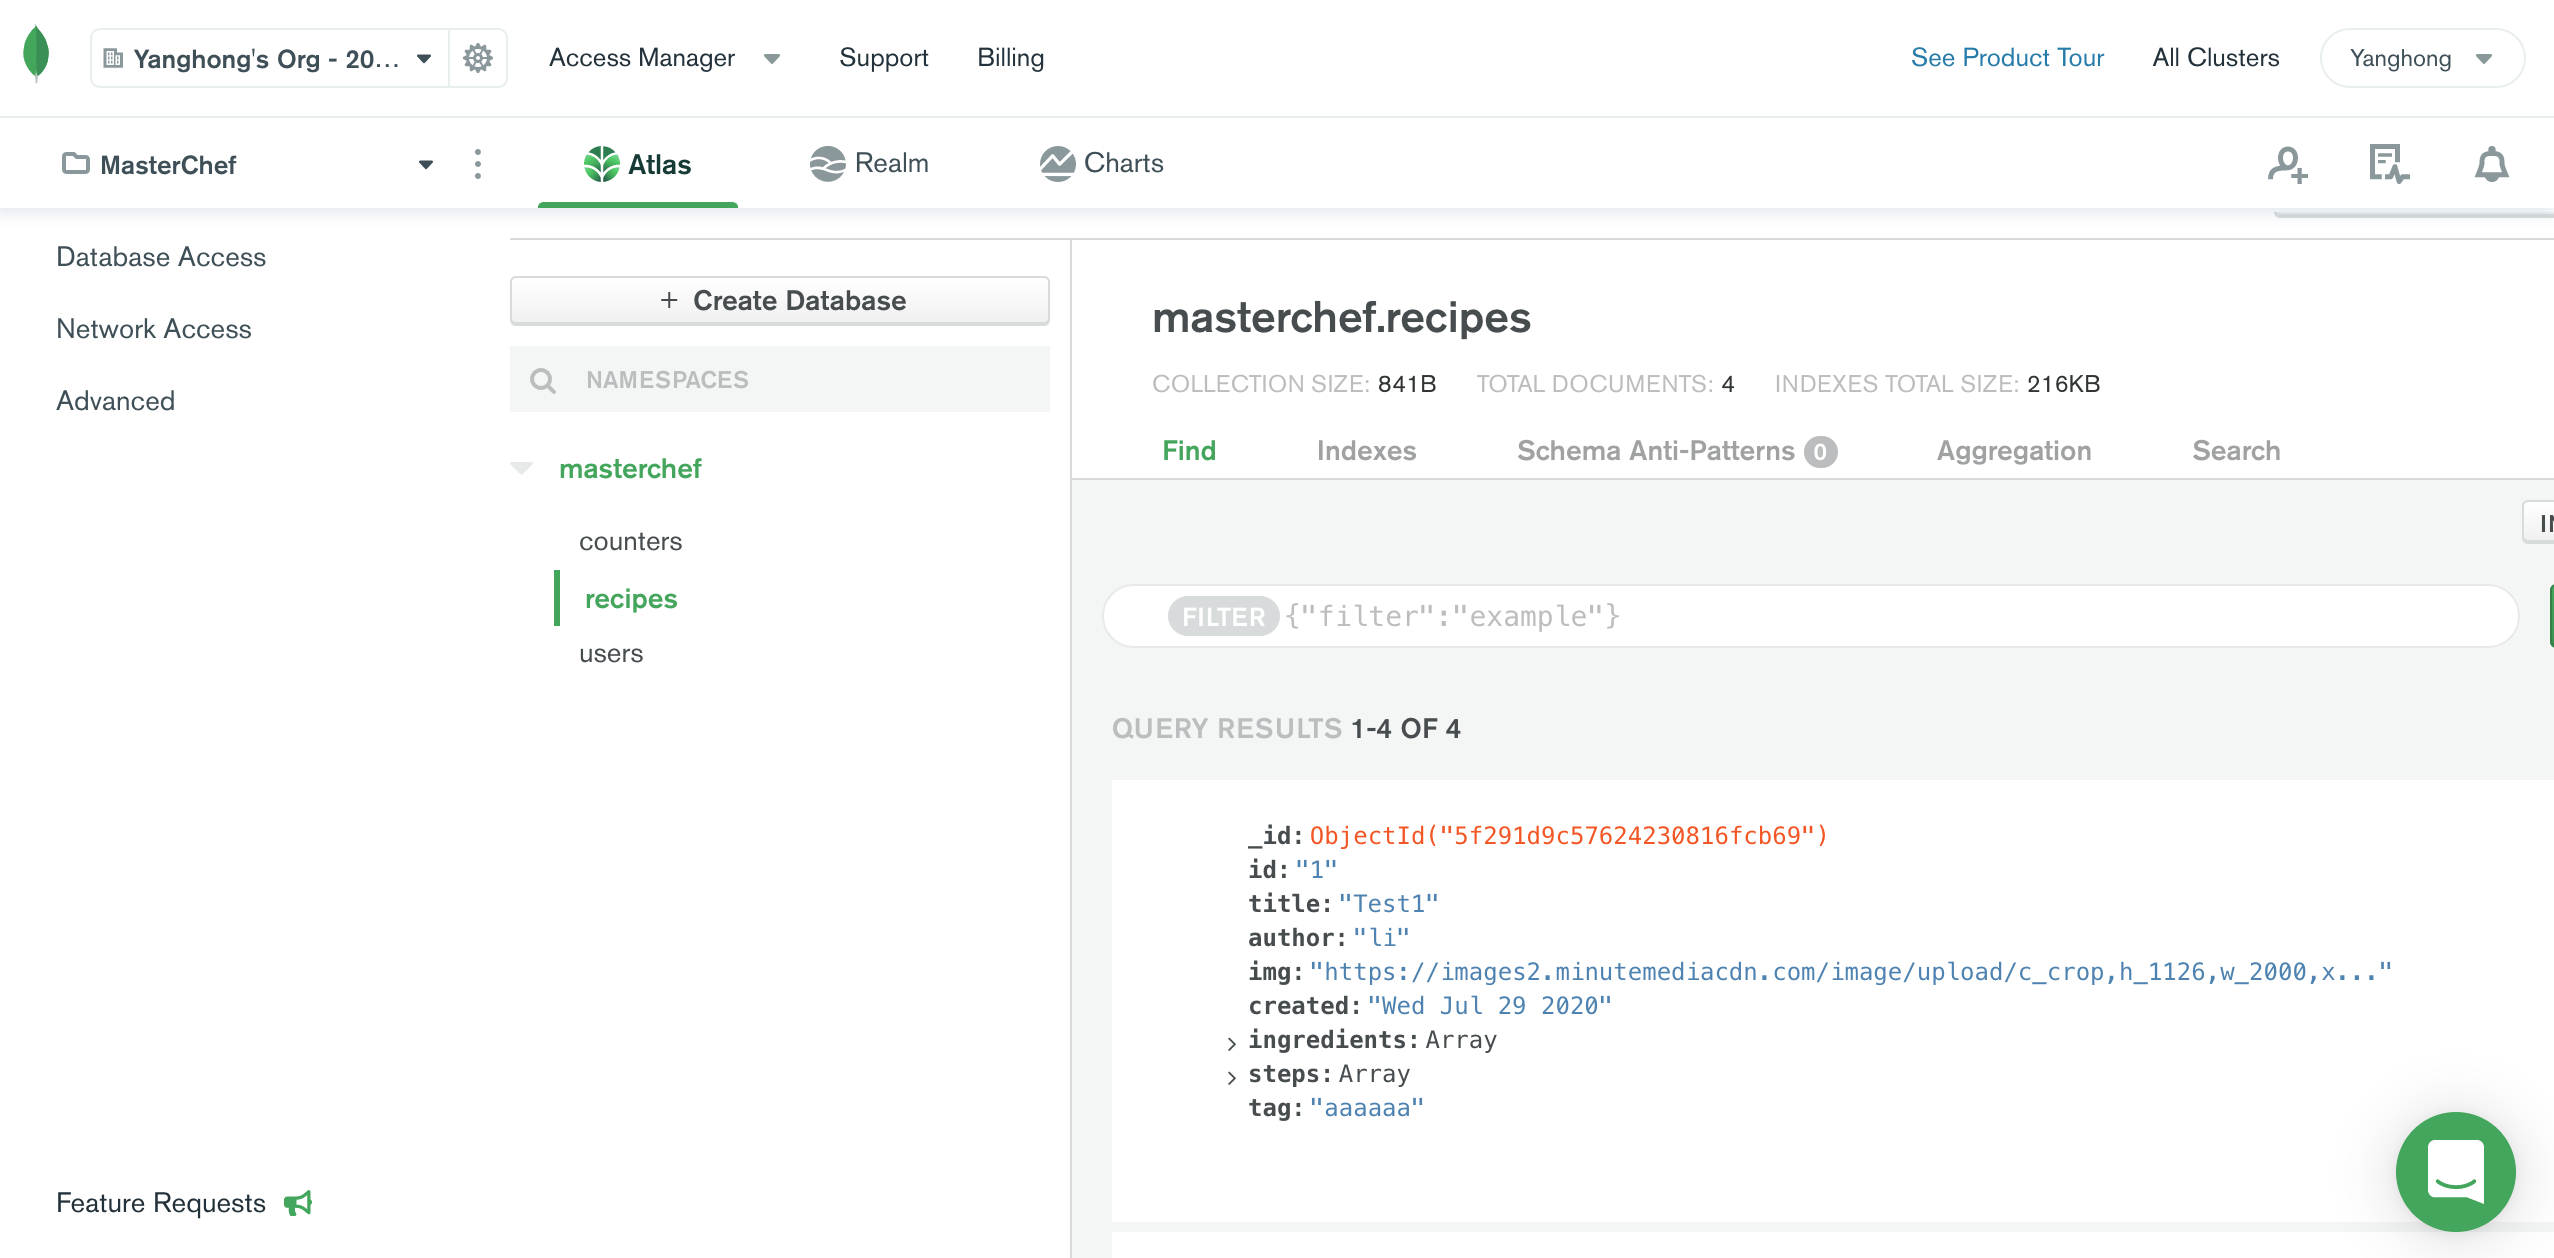 Yanghong's Org - 20...
Access Manager
Support
Billing
See Product Tour
All Clusters
Yanghong
MasterChef
Atlas
Realm
Charts
Database Access
Network Access
Advanced
Feature Requests
+ Create Database
NAMESPACES
masterchef
counters
recipes
users
masterchef.recipes
COLLECTION SIZE: 841B TOTAL DOCUMENTS: 4 INDEXES TOTAL SIZE: 216KB
Find
Indexes
Schema Anti-Patterns 0
Aggregation
Search
FILTER {"filter":"example"}
QUERY RESULTS 1-4 OF 4
_id: ObjectId("5f291d9c57624230816fcb69")
id: "1"
title: "Test1"
author: "li"
img: "https://images2.minutemediacdn.com/image/upload/c_crop,h_1126,w_2000,x..."
created: "Wed Jul 29 2020"
ingredients: Array
steps: Array
tag: "aaaaaa"